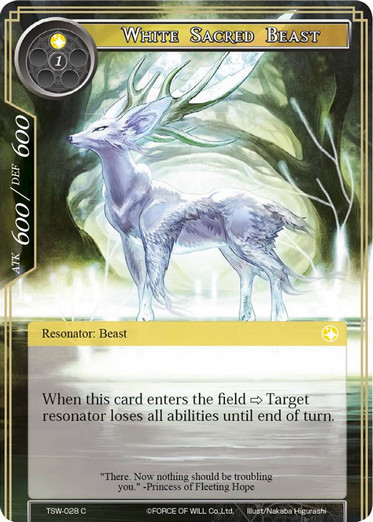 White Sacred Beast
1
ATK 600 / DEF 600
Resonator: Beast
When this card enters the field ⇨ Target
resonator loses all abilities until end of turn.
"There. Now nothing should be troubling
you." -Princess of Fleeting Hope
TSW-028 C ©FORCE OF WILL Co.,Ltd. Illust/Nakaba Higurashi